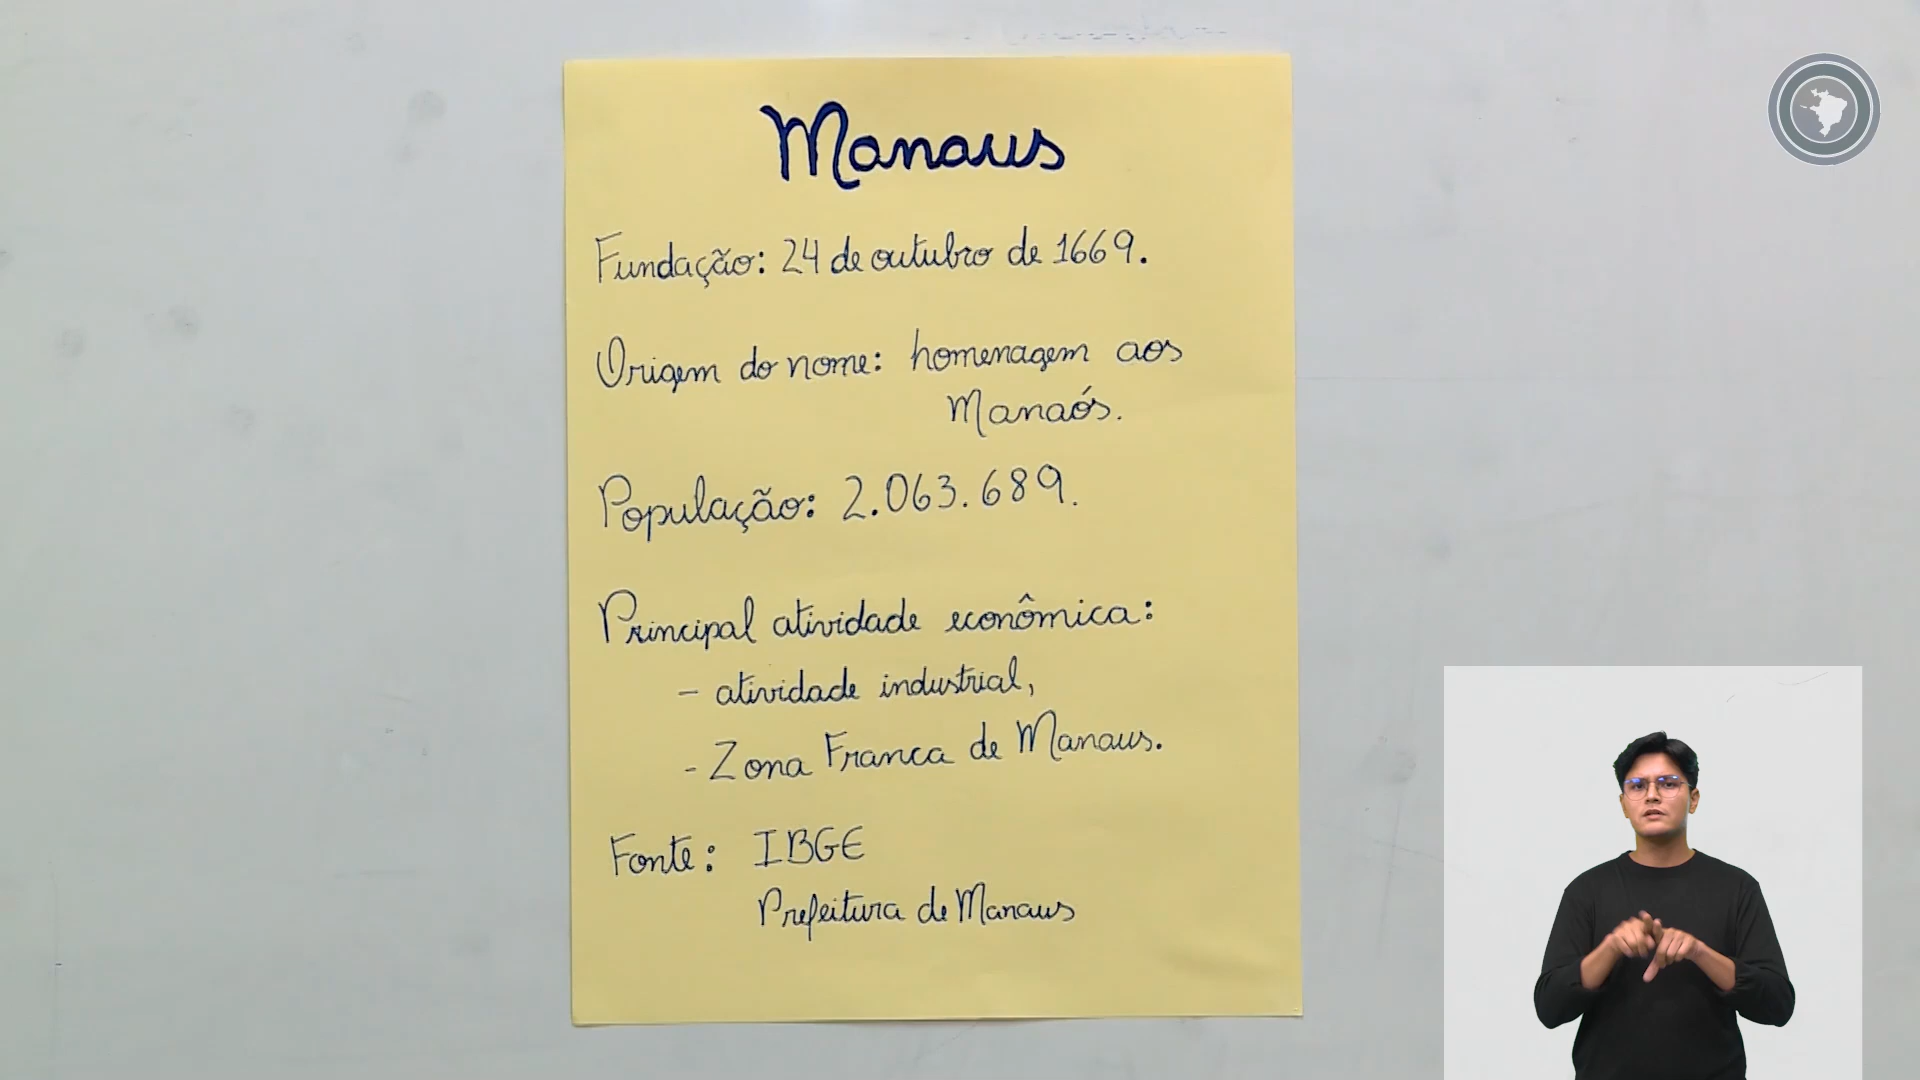 Manaus
Fundação: 24 de outubro de 1669.
Origem do nome: homenagem aos
Manaós.
População: 2.063.689.
Principal atividade econômica:
- atividade industrial,
- Zona Franca de Manaus.
Fonte: IBGE
Prefeitura de Manaus